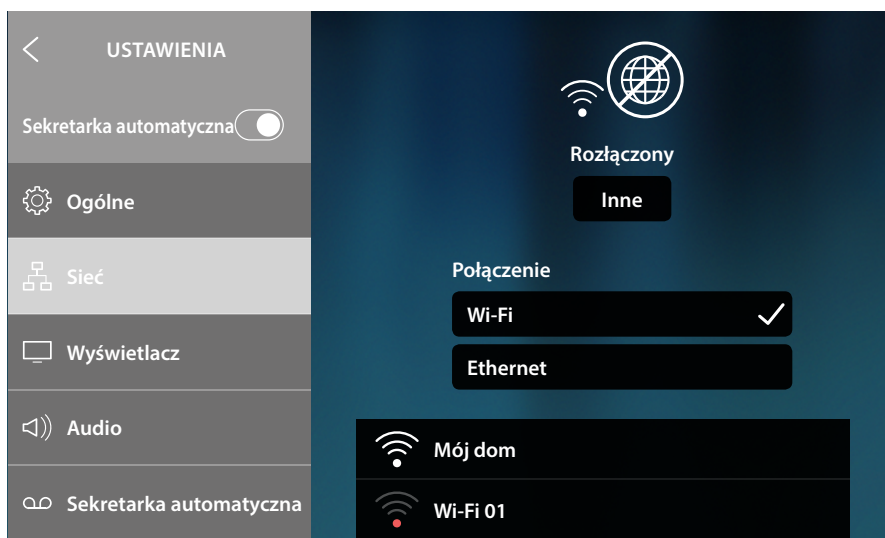 USTAWIENIA
Sekretarka automatyczna
Ogólne
Sieć
Wyświetlacz
Audio
Sekretarka automatyczna
Rozłączony
Inne
Połączenie
Wi-Fi
Ethernet
Mój dom
Wi-Fi 01